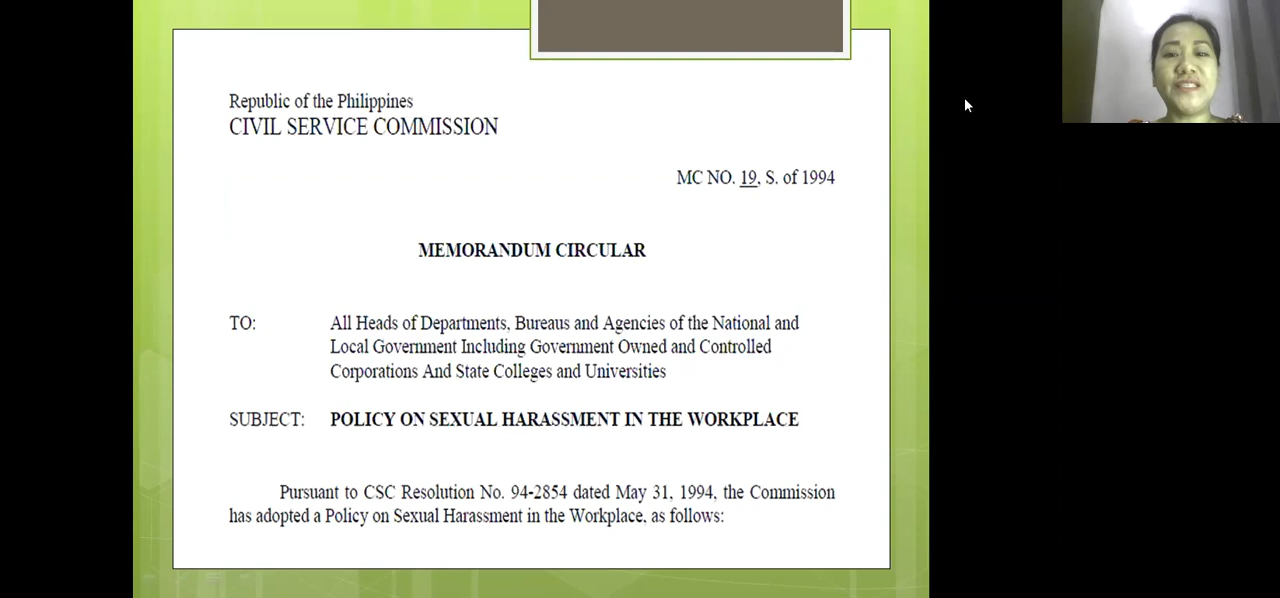 Republic of the Philippines
CIVIL SERVICE COMMISSION
MC NO. 19, S. of 1994
MEMORANDUM CIRCULAR
TO: All Heads of Departments, Bureaus and Agencies of the National and
Local Government Including Government Owned and Controlled
Corporations And State Colleges and Universities
SUBJECT: POLICY ON SEXUAL HARASSMENT IN THE WORKPLACE
Pursuant to CSC Resolution No. 94-2854 dated May 31, 1994, the Commission
has adopted a Policy on Sexual Harassment in the Workplace, as follows: